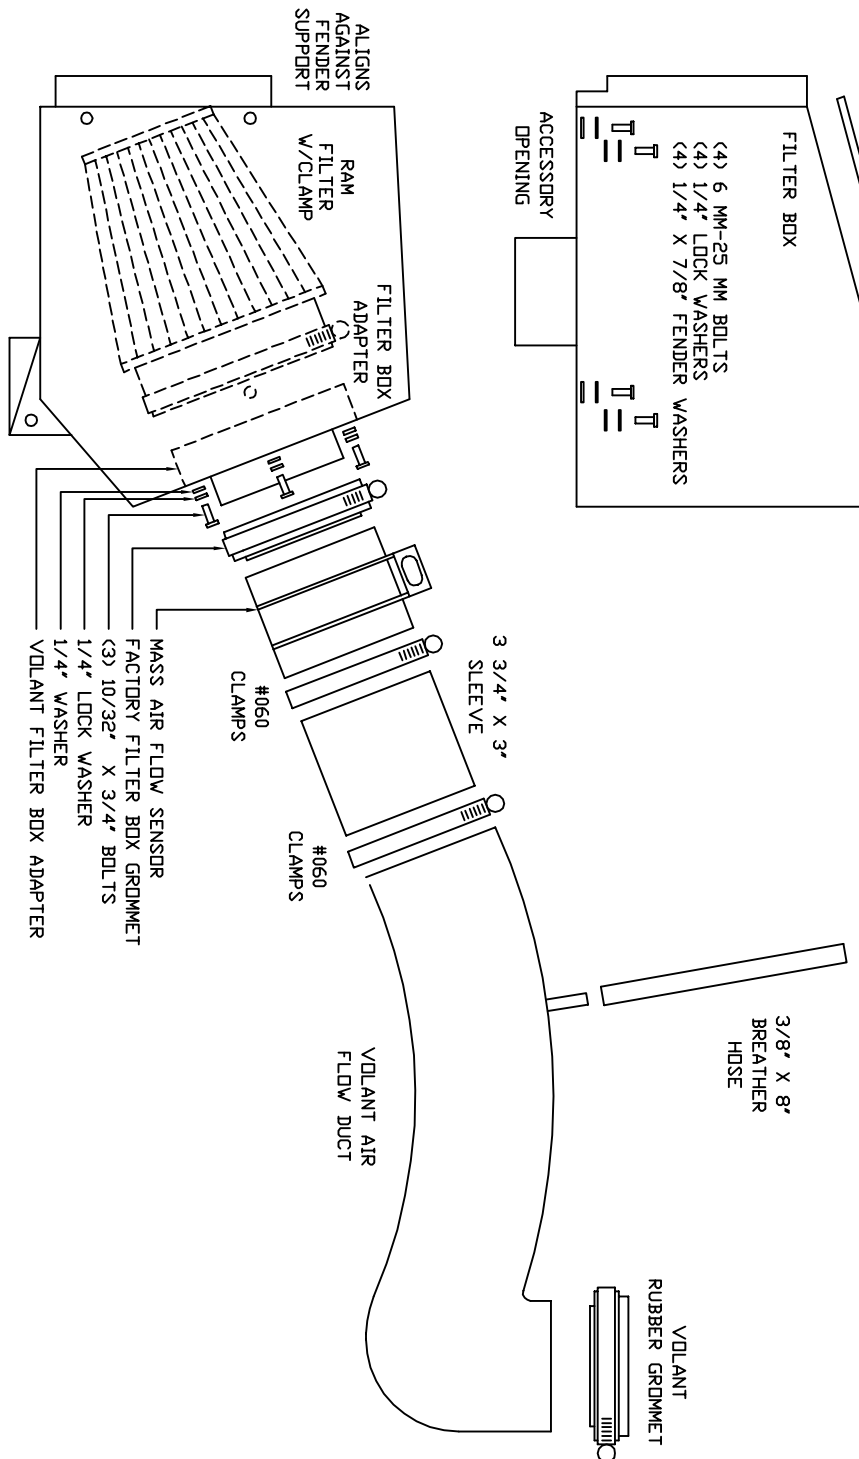 FILTER BOX
(4) 6 MM-25 MM BOLTS
(4) 1/4" LOCK WASHERS
(4) 1/4" X 7/8" FENDER WASHERS
ACCESSORY
OPENING
ALIGNS
AGAINST
FENDER
SUPPORT
RAM
FILTER
W/CLAMP
FILTER BOX
ADAPTER
3 3/4" X 3"
SLEEVE
#060
CLAMPS
#060
CLAMPS
MASS AIR FLOW SENSOR
FACTORY FILTER BOX GROMMET
(3) 10/32" X 3/4" BOLTS
1/4" LOCK WASHER
1/4" WASHER
VOLANT FILTER BOX ADAPTER
3/8" X 8"
BREATHER
HOSE
VOLANT AIR
FLOW DUCT
VOLANT
RUBBER GROMMET